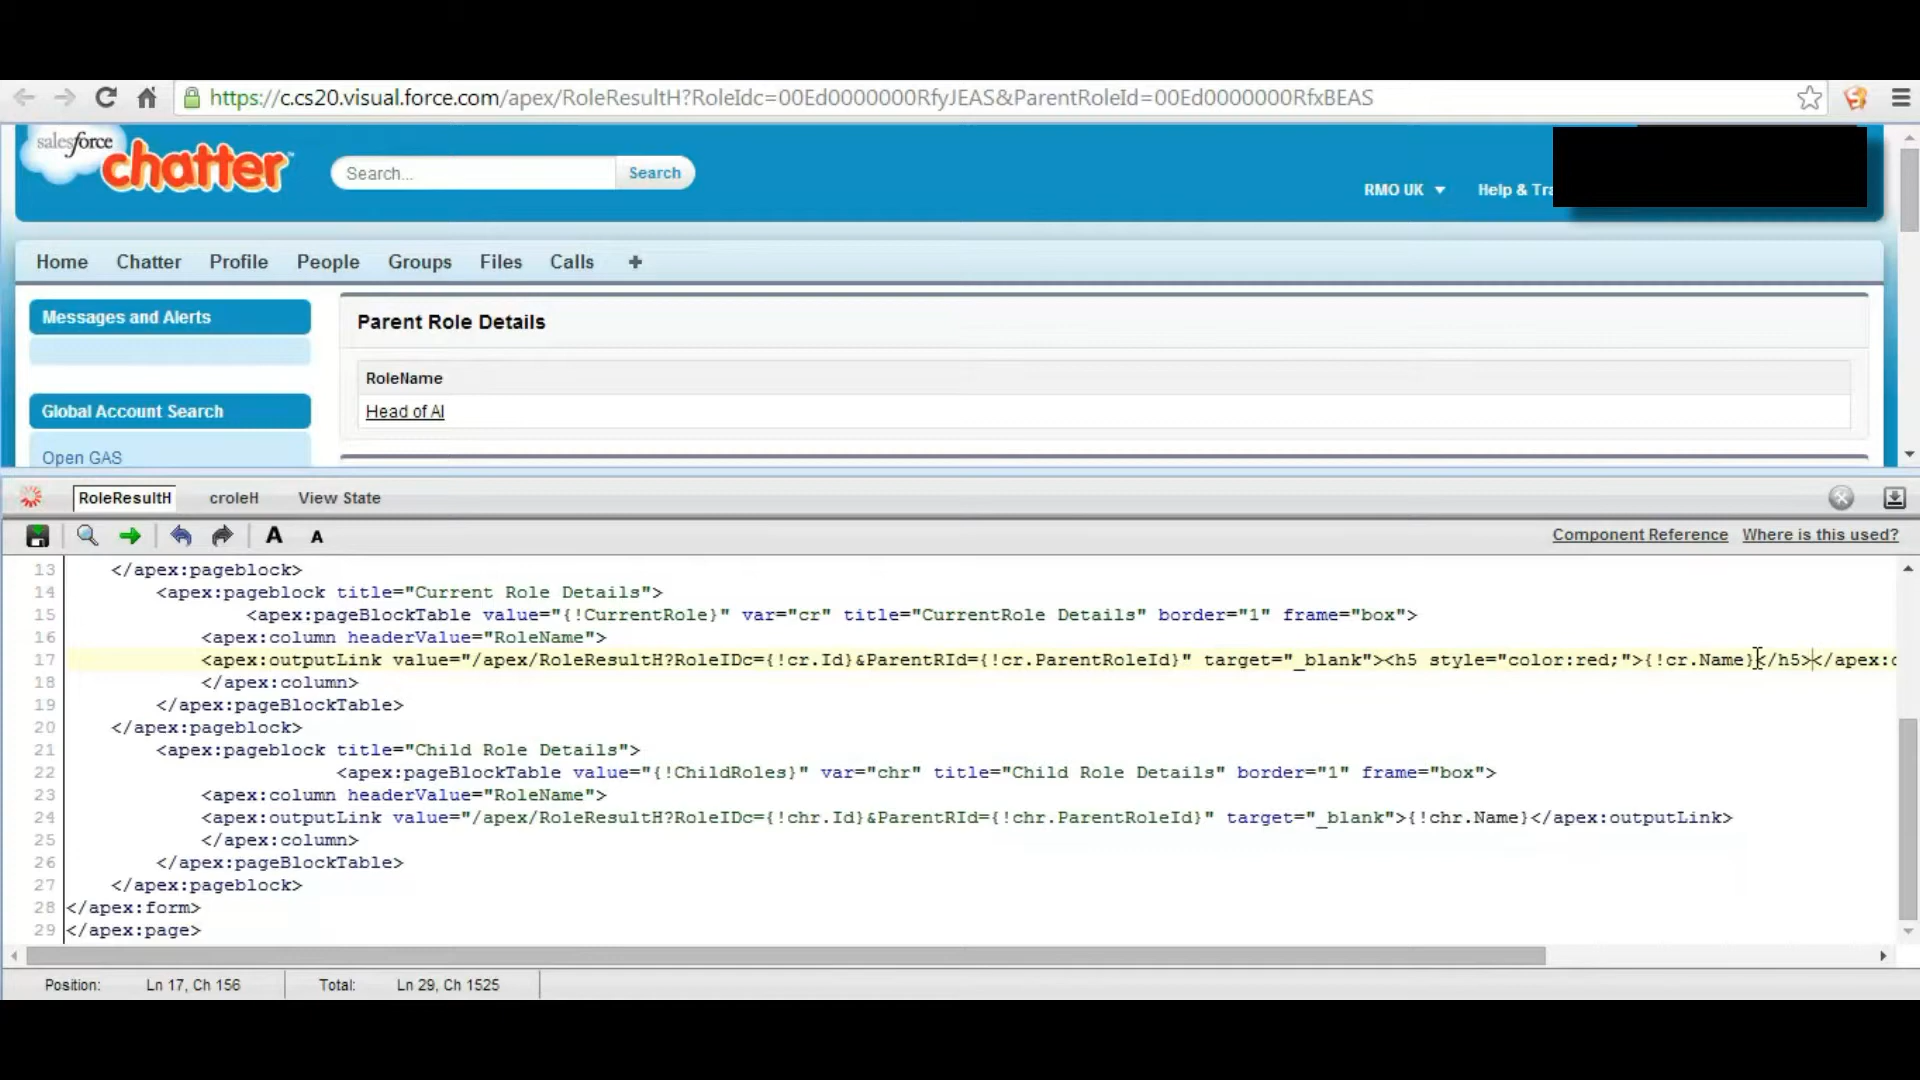 https://c.cs20.visual.force.com/apex/RoleResultH?RoleIdc=00Ed0000000RfyJEAS&ParentRoleId=00Ed0000000RfxBEAS
salesforce
chatter
Search...
Search
RMO UK
Help &
Home
Chatter
Profile
People
Groups
Files
Calls
+
Messages and Alerts
Parent Role Details
RoleName
Global Account Search
Head of AI
Open GAS
RoleResultH
croleH
View State
A
A
Component Reference
Where is this used?
13 </apex:pageblock>
14 <apex:pageblock title="Current Role Details">
15 <apex:pageBlockTable value="{!CurrentRole}" var="cr" title="CurrentRole Details" border="1" frame="box">
16 <apex:column headerValue="RoleName">
17 <apex:outputLink value="/apex/RoleResultH?RoleIDc={!cr.Id}&ParentRId={!cr.ParentRoleId}" target="_blank"><h5 style="color:red;">{!cr.Name}</h5></apex:
18 </apex:column>
19 </apex:pageBlockTable>
20 </apex:pageblock>
21 <apex:pageblock title="Child Role Details">
22 <apex:pageBlockTable value="{!ChildRoles}" var="chr" title="Child Role Details" border="1" frame="box">
23 <apex:column headerValue="RoleName">
24 <apex:outputLink value="/apex/RoleResultH?RoleIDc={!chr.Id}&ParentRId={!chr.ParentRoleId}" target="_blank">{!chr.Name}</apex:outputLink>
25 </apex:column>
26 </apex:pageBlockTable>
27 </apex:pageblock>
28 </apex:form>
29 </apex:page>
Position:
Ln 17, Ch 156
Total:
Ln 29, Ch 1525